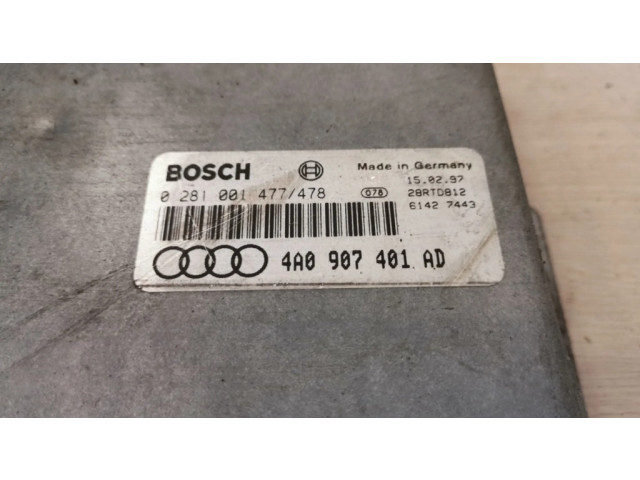 BOSCH Made in Germany
15.02.97
0 281 001 477/478 078 28RTD812
6142 7443
4A0 907 401 AD